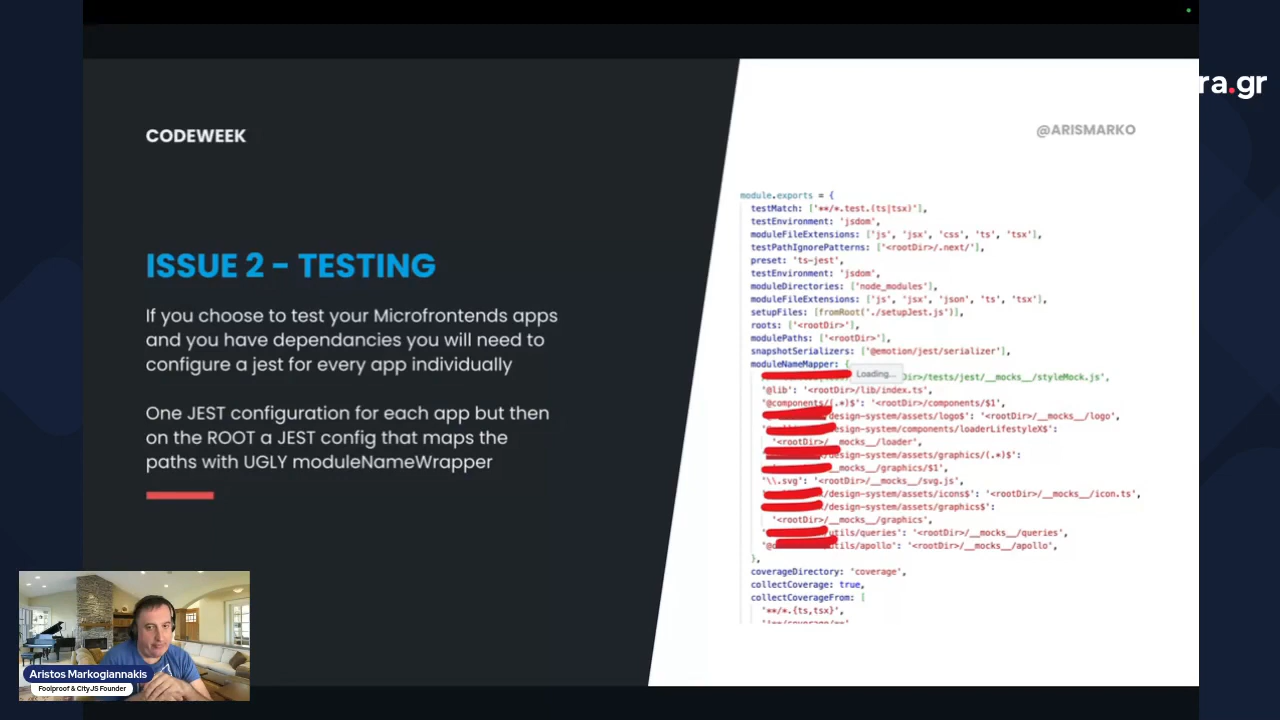 ra.gr
CODEWEEK
@ARISMARKO
ISSUE 2 - TESTING
If you choose to test your Microfrontends apps
and you have dependancies you will need to
configure a jest for every app individually
One JEST configuration for each app but then
on the ROOT a JEST config that maps the
paths with UGLY moduleNameWrapper
module.exports = {
testMatch: ['**/*.test.(ts|tsx)'],
testEnvironment: 'jsdom',
moduleFileExtensions: ['js', 'jsx', 'css', 'ts', 'tsx'],
testPathIgnorePatterns: ['<rootDir>/.next/'],
preset: 'ts-jest',
testEnvironment: 'jsdom',
moduleDirectories: ['node_modules'],
moduleFileExtensions: ['js', 'jsx', 'json', 'ts', 'tsx'],
setupFiles: [fromRoot('./setupJest.js')],
roots: ['<rootDir>'],
modulePaths: ['<rootDir>'],
snapshotSerializers: ['@emotion/jest/serializer'],
moduleNameMapper: {
Loading...
Dir>/tests/jest/__mocks__/styleMock.js',
'@lib': '<rootDir>/lib/index.ts',
'@components/(.*)$': '<rootDir>/components/$1',
/design-system/assets/logo$': '<rootDir>/__mocks__/logo',
design-system/components/loaderLifestyleX$':
'<rootDir>/__mocks__/loader',
/design-system/assets/graphics/(.*)$':
__mocks__/graphics/$1',
'\\.svg': '<rootDir>/__mocks__/svg.js',
/design-system/assets/icons$': '<rootDir>/__mocks__/icon.ts',
/design-system/assets/graphics$':
'<rootDir>/__mocks__/graphics',
utils/queries': '<rootDir>/__mocks__/queries',
utils/apollo': '<rootDir>/__mocks__/apollo',
},
coverageDirectory: 'coverage',
collectCoverage: true,
collectCoverageFrom: [
'**/*.{ts,tsx}',
Aristos Markogiannakis
Foolproof & CityJS Founder